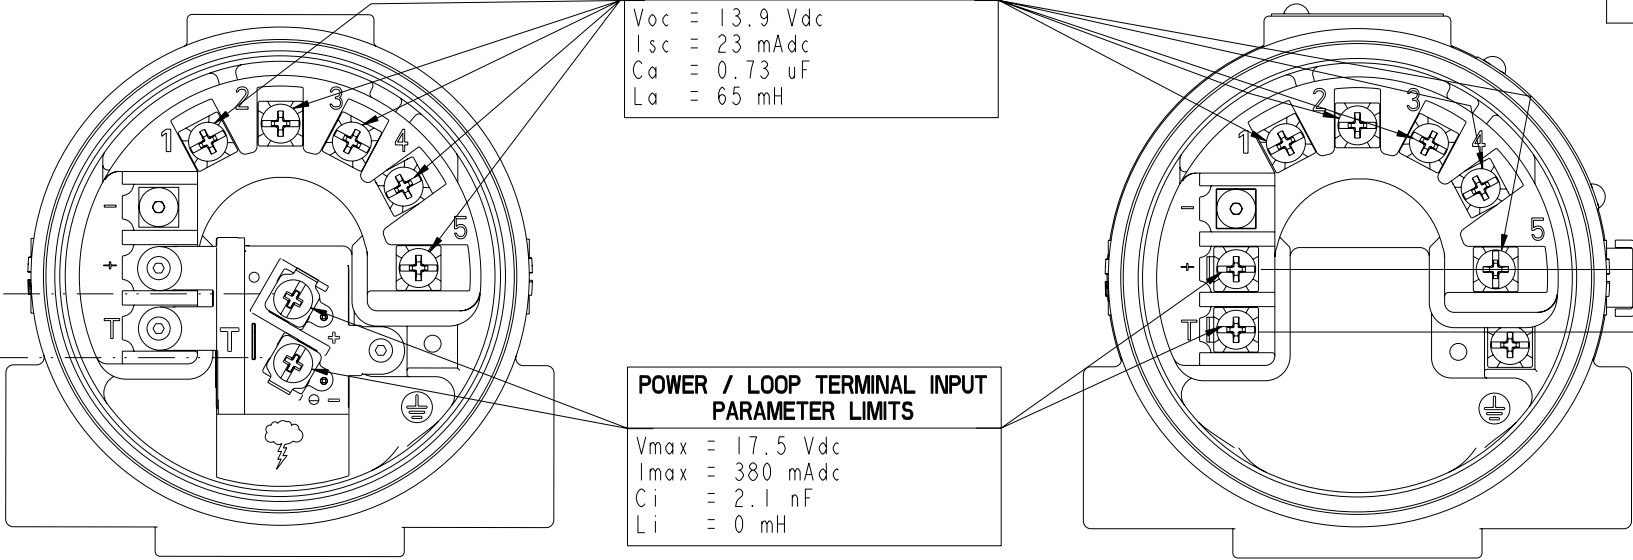 Voc = 13.9 Vdc
Isc = 23 mAdc
Ca = 0.73 uF
La = 65 mH
1
2
3
4
5
-
+
T
T
+
-
POWER / LOOP TERMINAL INPUT
PARAMETER LIMITS
Vmax = 17.5 Vdc
Imax = 380 mAdc
Ci = 2.1 nF
Li = 0 mH
1
2
3
4
5
-
+
T